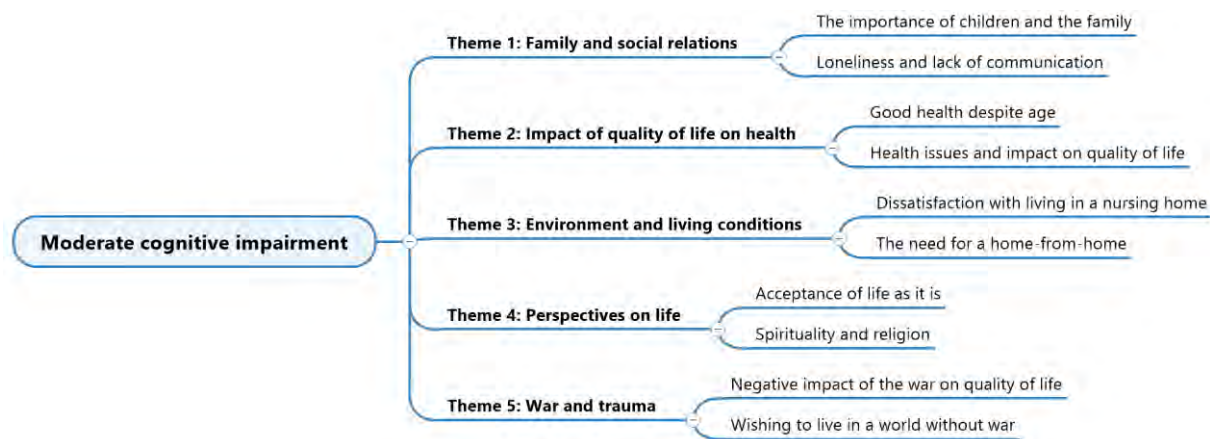 Moderate cognitive impairment
Theme 1: Family and social relations
The importance of children and the family
Loneliness and lack of communication
Theme 2: Impact of quality of life on health
Good health despite age
Health issues and impact on quality of life
Theme 3: Environment and living conditions
Dissatisfaction with living in a nursing home
The need for a home-from-home
Theme 4: Perspectives on life
Acceptance of life as it is
Spirituality and religion
Theme 5: War and trauma
Negative impact of the war on quality of life
Wishing to live in a world without war